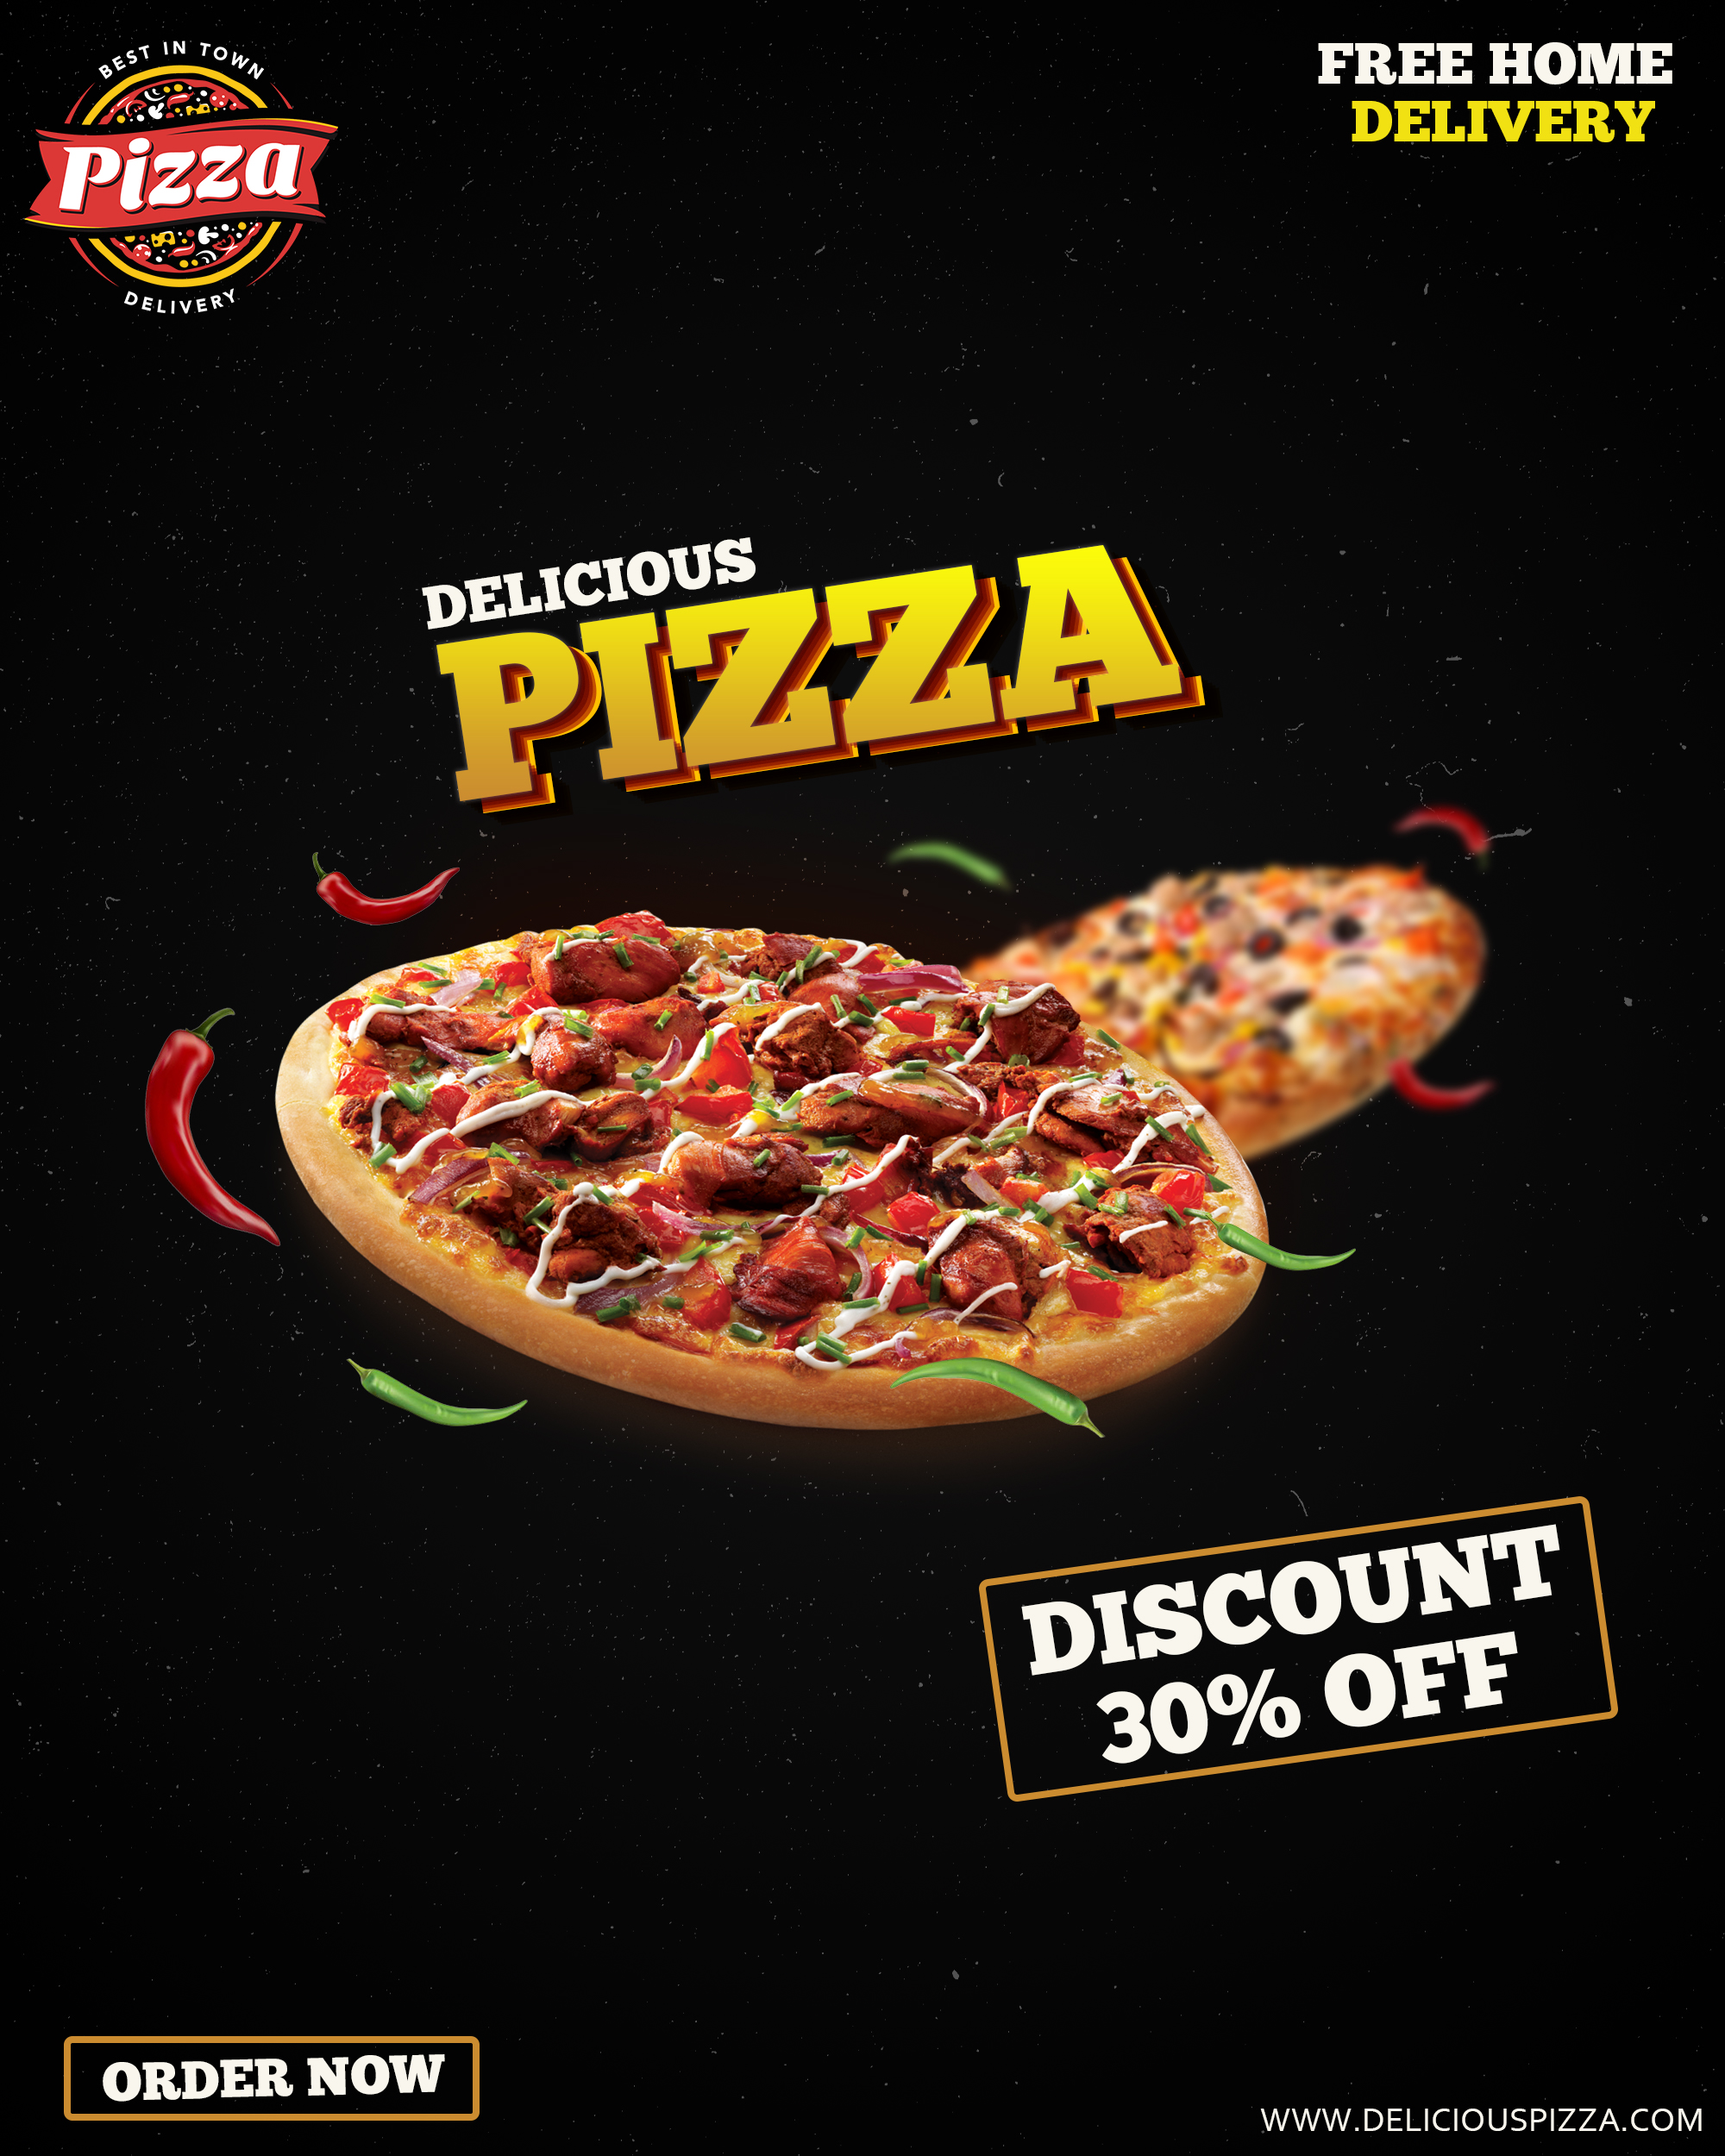 BEST IN TOWN
Pizza
DELIVERY
FREE HOME
DELIVERY
DELICIOUS
PIZZA
DISCOUNT
30% OFF
ORDER NOW
WWW.DELICIOUSPIZZA.COM